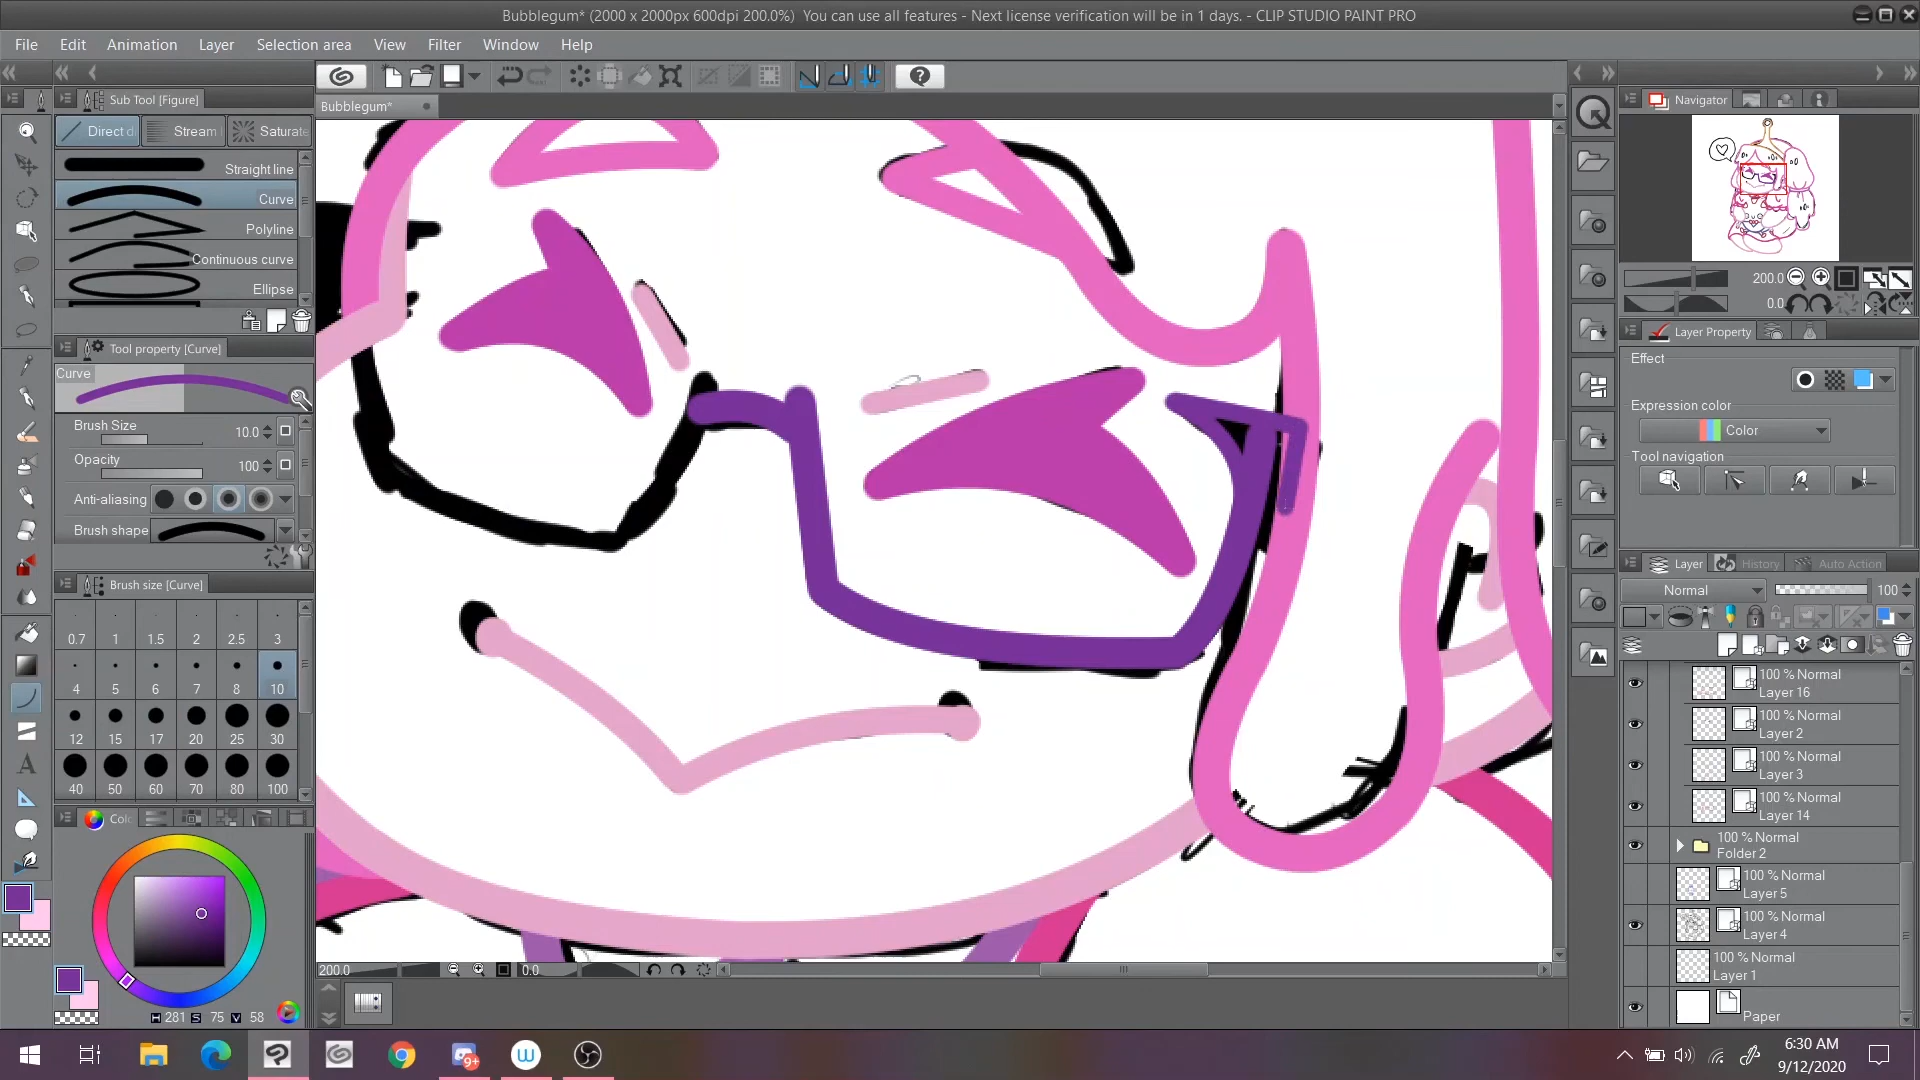 Bubblegum* (2000 x 2000px 600dpi 200.0%)  You can use all features - Next license verification will be in 1 days. - CLIP STUDIO PAINT PRO
File Edit Animation Layer Selection area View Filter Window Help
Sub Tool [Figure]
Bubblegum*
Navigator
Direct d
Stream
Saturate
Straight line
Curve
Polyline
Continuous curve
Ellipse
200.0
0.0
Tool property [Curve]
Layer Property
Curve
Effect
Brush Size 10.0
Opacity 100
Anti-aliasing
Brush shape
Expression color
Color
Tool navigation
Brush size [Curve]
0.7 1 1.5 2 2.5 3
4 5 6 7 8 10
12 15 17 20 25 30
40 50 60 70 80 100
Layer History Auto Action
Normal 100
100 % Normal
Layer 16
100 % Normal
Layer 2
100 % Normal
Layer 3
100 % Normal
Layer 14
100 % Normal
Folder 2
100 % Normal
Layer 5
100 % Normal
Layer 4
100 % Normal
Layer 1
Paper
Colo
H 281 S 75 V 58
200.0 0.0
9+
W
6:30 AM
9/12/2020